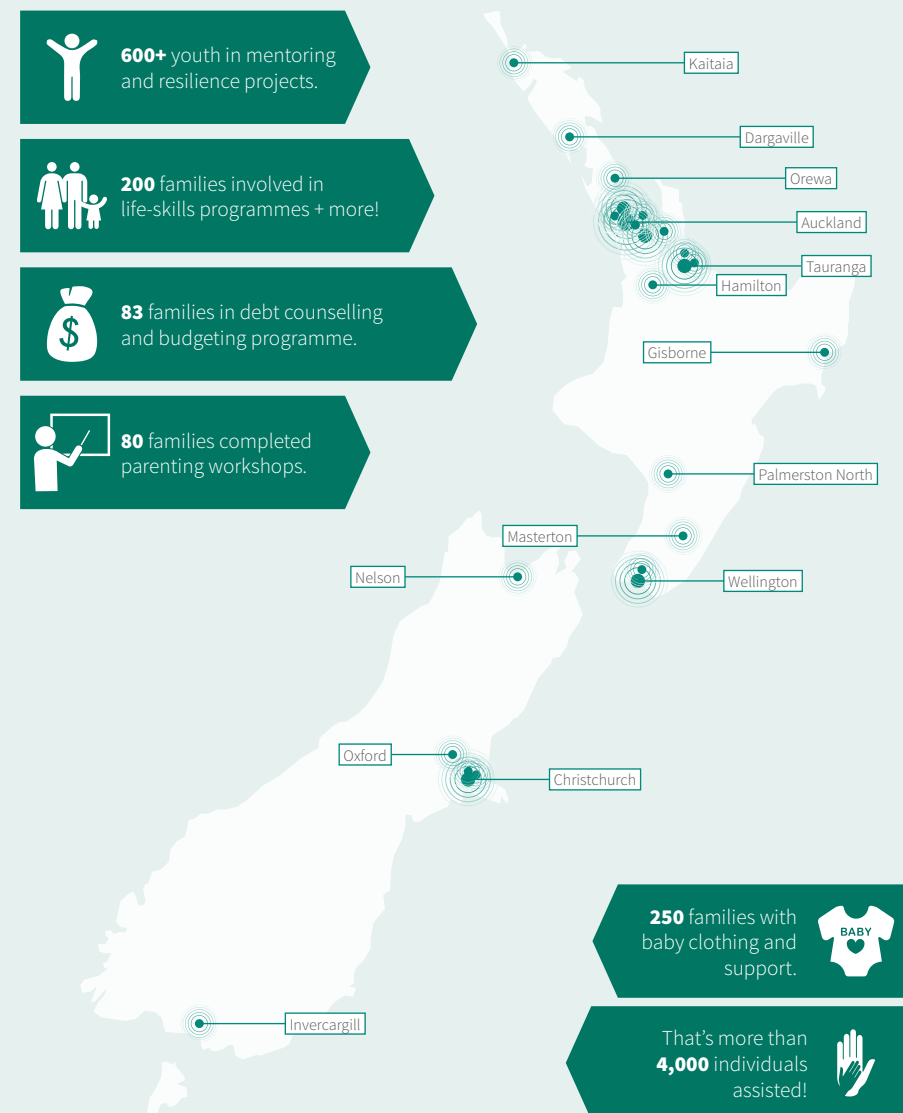 600+ youth in mentoring
and resilience projects.
200 families involved in
life-skills programmes + more!
$
83 families in debt counselling
and budgeting programme.
80 families completed
parenting workshops.
Kaitaia
Dargaville
Orewa
Auckland
Tauranga
Hamilton
Gisborne
Palmerston North
Masterton
Nelson
Wellington
Oxford
Christchurch
Invercargill
250 families with
baby clothing and
support.
BABY
That's more than
4,000 individuals
assisted!